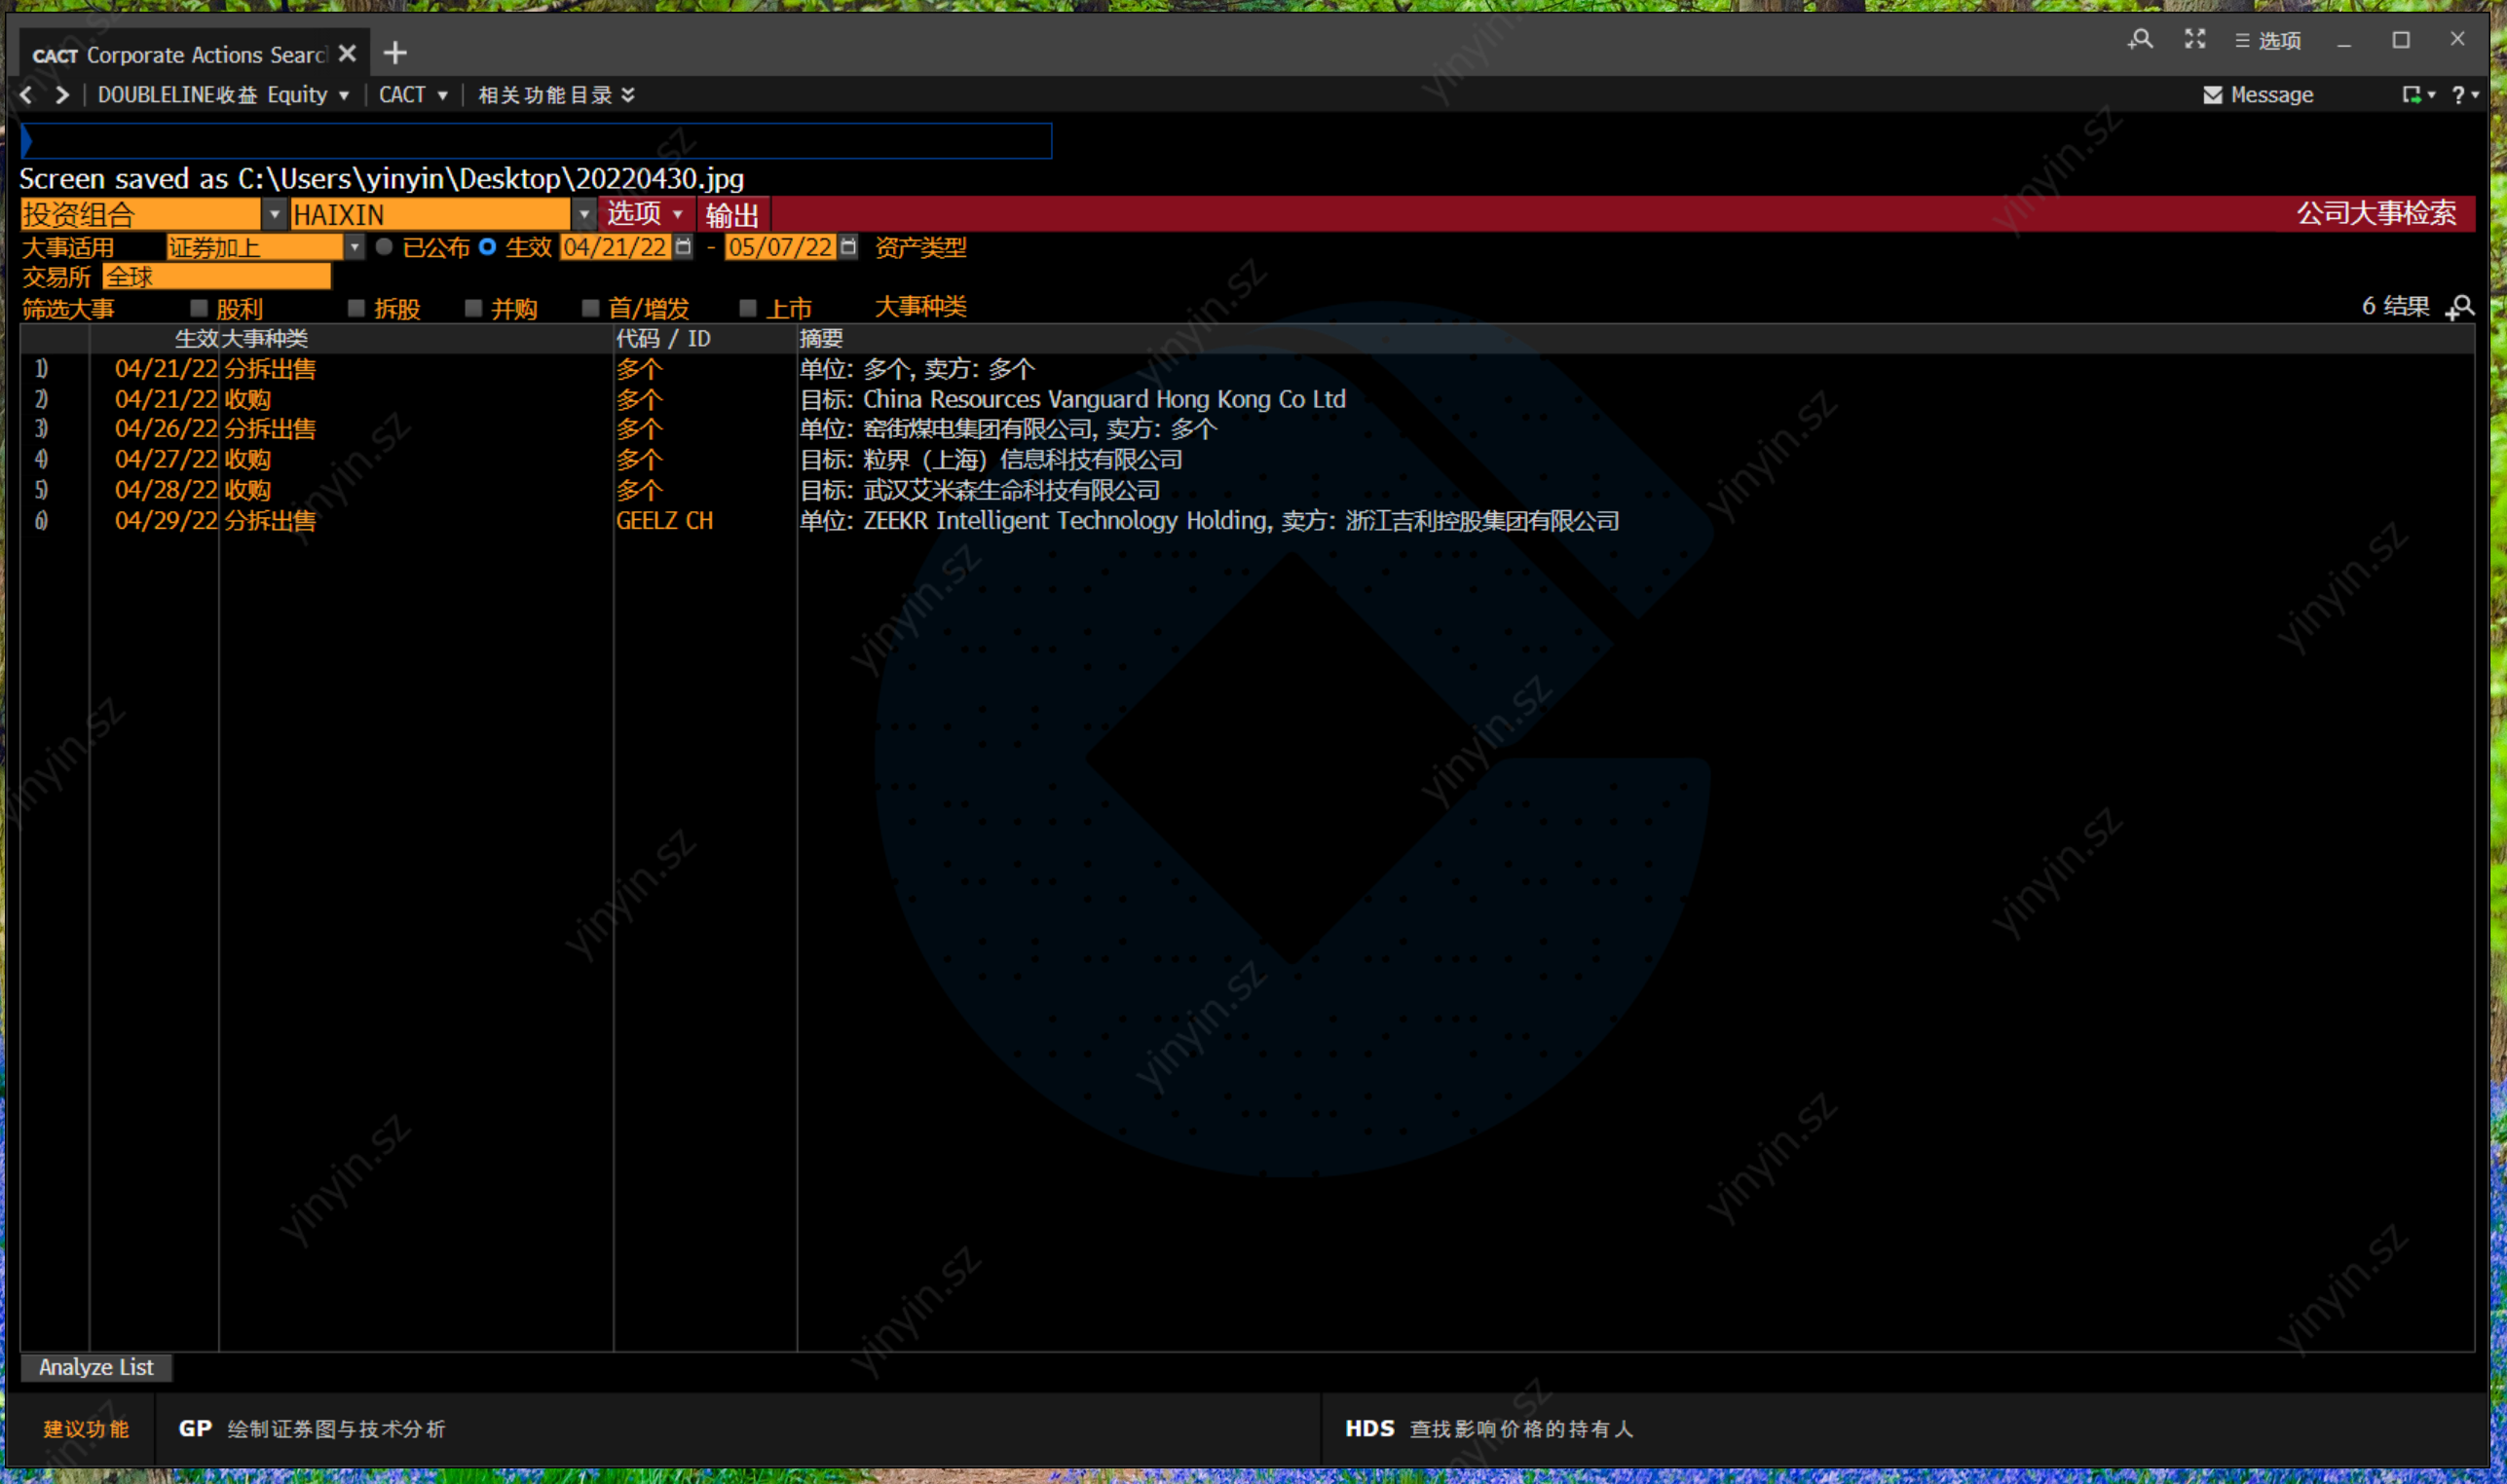 CACT Corporate Actions Searc
选项
DOUBLELINE收益 Equity CACT 相关功能目录 Message ?
Screen saved as C:\Users\yinyin\Desktop\20220430.jpg
投资组合 HAIXIN 选项 输出 公司大事检索
大事适用 证券加上 已公布 生效 04/21/22 - 05/07/22 资产类型
交易所 全球
筛选大事 股利 拆股 并购 首/增发 上市 大事种类 6 结果
生效 大事种类 代码 / ID 摘要
1) 04/21/22 分拆出售 多个 单位: 多个, 卖方: 多个
2) 04/21/22 收购 多个 目标: China Resources Vanguard Hong Kong Co Ltd
3) 04/26/22 分拆出售 多个 单位: 窑街煤电集团有限公司, 卖方: 多个
4) 04/27/22 收购 多个 目标: 粒界（上海）信息科技有限公司
5) 04/28/22 收购 多个 目标: 武汉艾米森生命科技有限公司
6) 04/29/22 分拆出售 GEELZ CH 单位: ZEEKR Intelligent Technology Holding, 卖方: 浙江吉利控股集团有限公司
Analyze List
建议功能 GP 绘制证券图与技术分析 HDS 查找影响价格的持有人
yinyin.sz